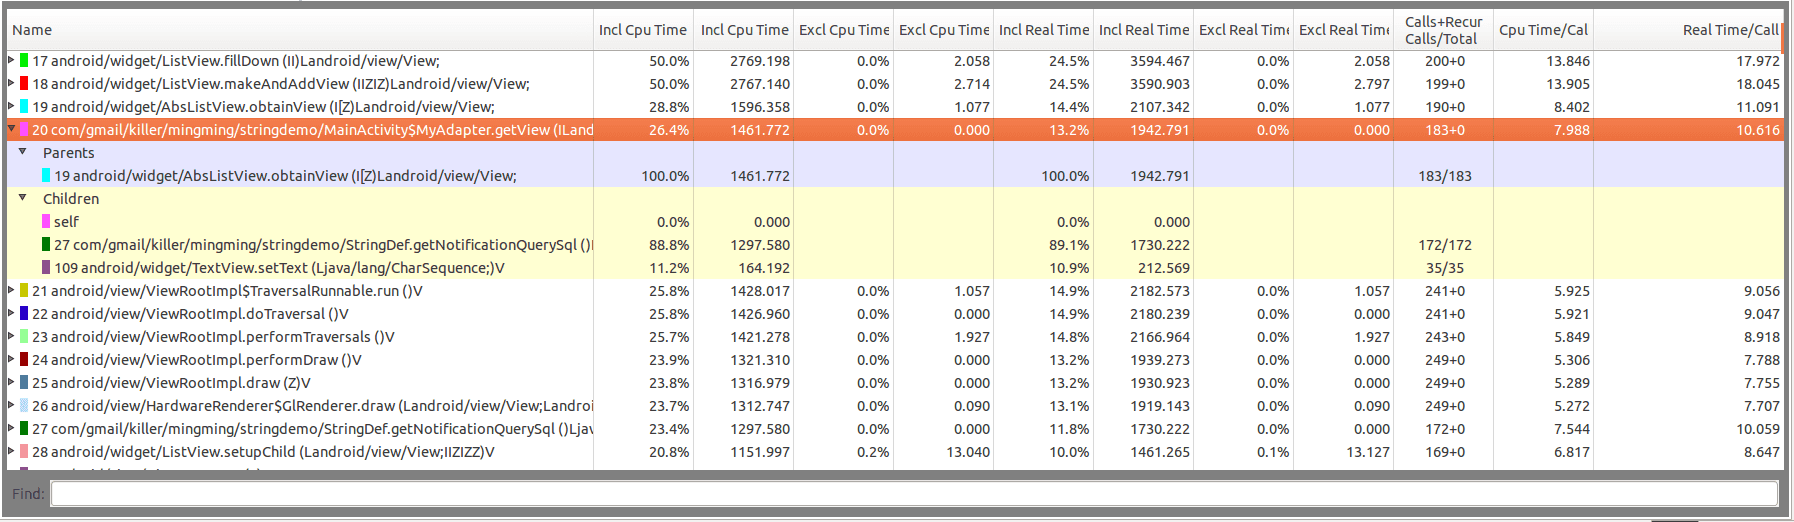 Name Incl Cpu Time Incl Cpu Time Excl Cpu Time Excl Cpu Time Incl Real Time Incl Real Time Excl Real Time Excl Real Time Calls+Recur Calls/Total Cpu Time/Cal Real Time/Call
17 android/widget/ListView.fillDown (II)Landroid/view/View; 50.0% 2769.198 0.0% 2.058 24.5% 3594.467 0.0% 2.058 200+0 13.846 17.972
18 android/widget/ListView.makeAndAddView (IIZIZ)Landroid/view/View; 50.0% 2767.140 0.0% 2.714 24.5% 3590.903 0.0% 2.797 199+0 13.905 18.045
19 android/widget/AbsListView.obtainView (I[Z)Landroid/view/View; 28.8% 1596.358 0.0% 1.077 14.4% 2107.342 0.0% 1.077 190+0 8.402 11.091
20 com/gmail/killer/mingming/stringdemo/MainActivity$MyAdapter.getView (ILand 26.4% 1461.772 0.0% 0.000 13.2% 1942.791 0.0% 0.000 183+0 7.988 10.616
Parents
19 android/widget/AbsListView.obtainView (I[Z)Landroid/view/View; 100.0% 1461.772 100.0% 1942.791 183/183
Children
self 0.0% 0.000 0.0% 0.000
27 com/gmail/killer/mingming/stringdemo/StringDef.getNotificationQuerySql ()l 88.8% 1297.580 89.1% 1730.222 172/172
109 android/widget/TextView.setText (Ljava/lang/CharSequence;)V 11.2% 164.192 10.9% 212.569 35/35
21 android/view/ViewRootImpl$TraversalRunnable.run ()V 25.8% 1428.017 0.0% 1.057 14.9% 2182.573 0.0% 1.057 241+0 5.925 9.056
22 android/view/ViewRootImpl.doTraversal ()V 25.8% 1426.960 0.0% 0.000 14.9% 2180.239 0.0% 0.000 241+0 5.921 9.047
23 android/view/ViewRootImpl.performTraversals ()V 25.7% 1421.278 0.0% 1.927 14.8% 2166.964 0.0% 1.927 243+0 5.849 8.918
24 android/view/ViewRootImpl.performDraw ()V 23.9% 1321.310 0.0% 0.000 13.2% 1939.273 0.0% 0.000 249+0 5.306 7.788
25 android/view/ViewRootImpl.draw (Z)V 23.8% 1316.979 0.0% 0.000 13.2% 1930.923 0.0% 0.000 249+0 5.289 7.755
26 android/view/HardwareRenderer$GlRenderer.draw (Landroid/view/View;Landroi 23.7% 1312.747 0.0% 0.090 13.1% 1919.143 0.0% 0.090 249+0 5.272 7.707
27 com/gmail/killer/mingming/stringdemo/StringDef.getNotificationQuerySql ()Ljav 23.4% 1297.580 0.0% 0.000 11.8% 1730.222 0.0% 0.000 172+0 7.544 10.059
28 android/widget/ListView.setupChild (Landroid/view/View;IIZIZZ)V 20.8% 1151.997 0.2% 13.040 10.0% 1461.265 0.1% 13.127 169+0 6.817 8.647
Find: